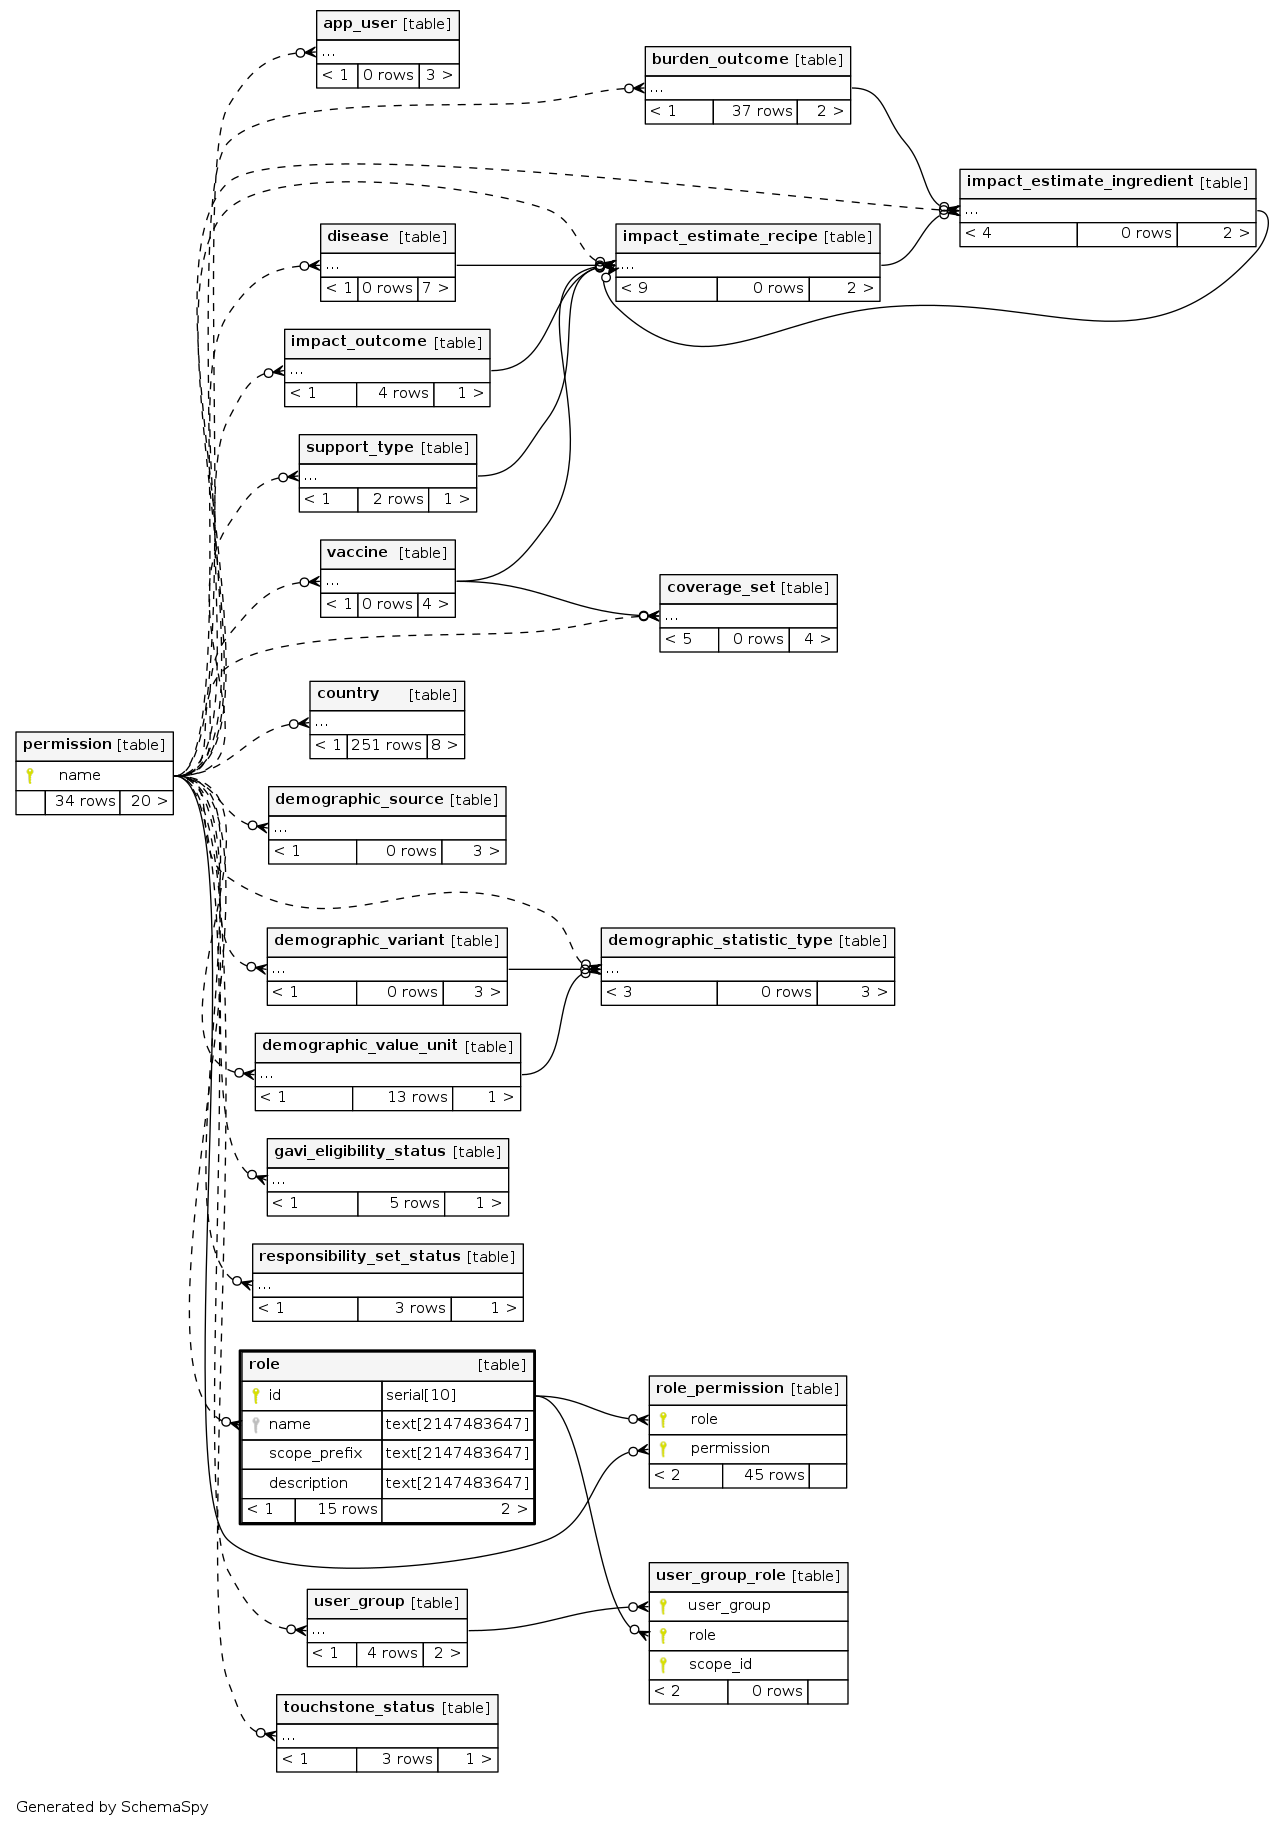 app_user [table]
...
< 1 0 rows 3 >
burden_outcome [table]
...
< 1 37 rows 2 >
impact_estimate_ingredient [table]
...
< 4 0 rows 2 >
disease [table]
...
< 1 0 rows 7 >
impact_estimate_recipe [table]
...
< 9 0 rows 2 >
impact_outcome [table]
...
< 1 4 rows 1 >
support_type [table]
...
< 1 2 rows 1 >
vaccine [table]
...
< 1 0 rows 4 >
coverage_set [table]
...
< 5 0 rows 4 >
country [table]
...
< 1 251 rows 8 >
permission [table]
name
34 rows 20 >
demographic_source [table]
...
< 1 0 rows 3 >
demographic_variant [table]
...
< 1 0 rows 3 >
demographic_statistic_type [table]
...
< 3 0 rows 3 >
demographic_value_unit [table]
...
< 1 13 rows 1 >
gavi_eligibility_status [table]
...
< 1 5 rows 1 >
responsibility_set_status [table]
...
< 1 3 rows 1 >
role [table]
id serial[10]
name text[2147483647]
scope_prefix text[2147483647]
description text[2147483647]
< 1 15 rows 2 >
role_permission [table]
role
permission
< 2 45 rows
user_group_role [table]
user_group
role
scope_id
< 2 0 rows
user_group [table]
...
< 1 4 rows 2 >
touchstone_status [table]
...
< 1 3 rows 1 >
Generated by SchemaSpy